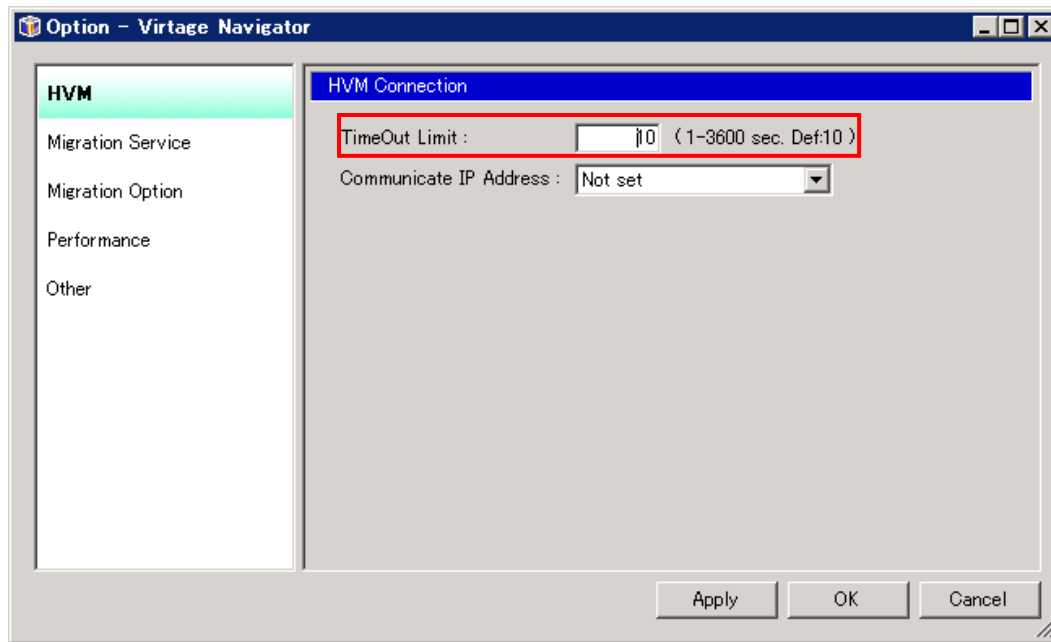 Option - Virtage Navigator
HVM
Migration Service
Migration Option
Performance
Other
HVM Connection
TimeOut Limit : 10 (1-3600 sec. Def:10 )
Communicate IP Address : Not set
Apply OK Cancel